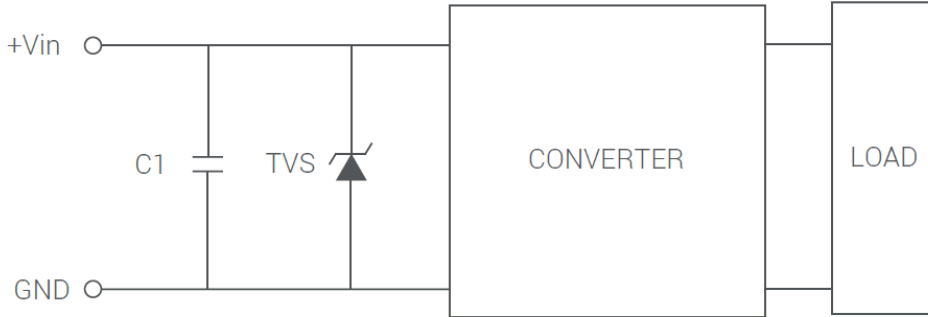 +Vin
C1
TVS
CONVERTER
LOAD
GND